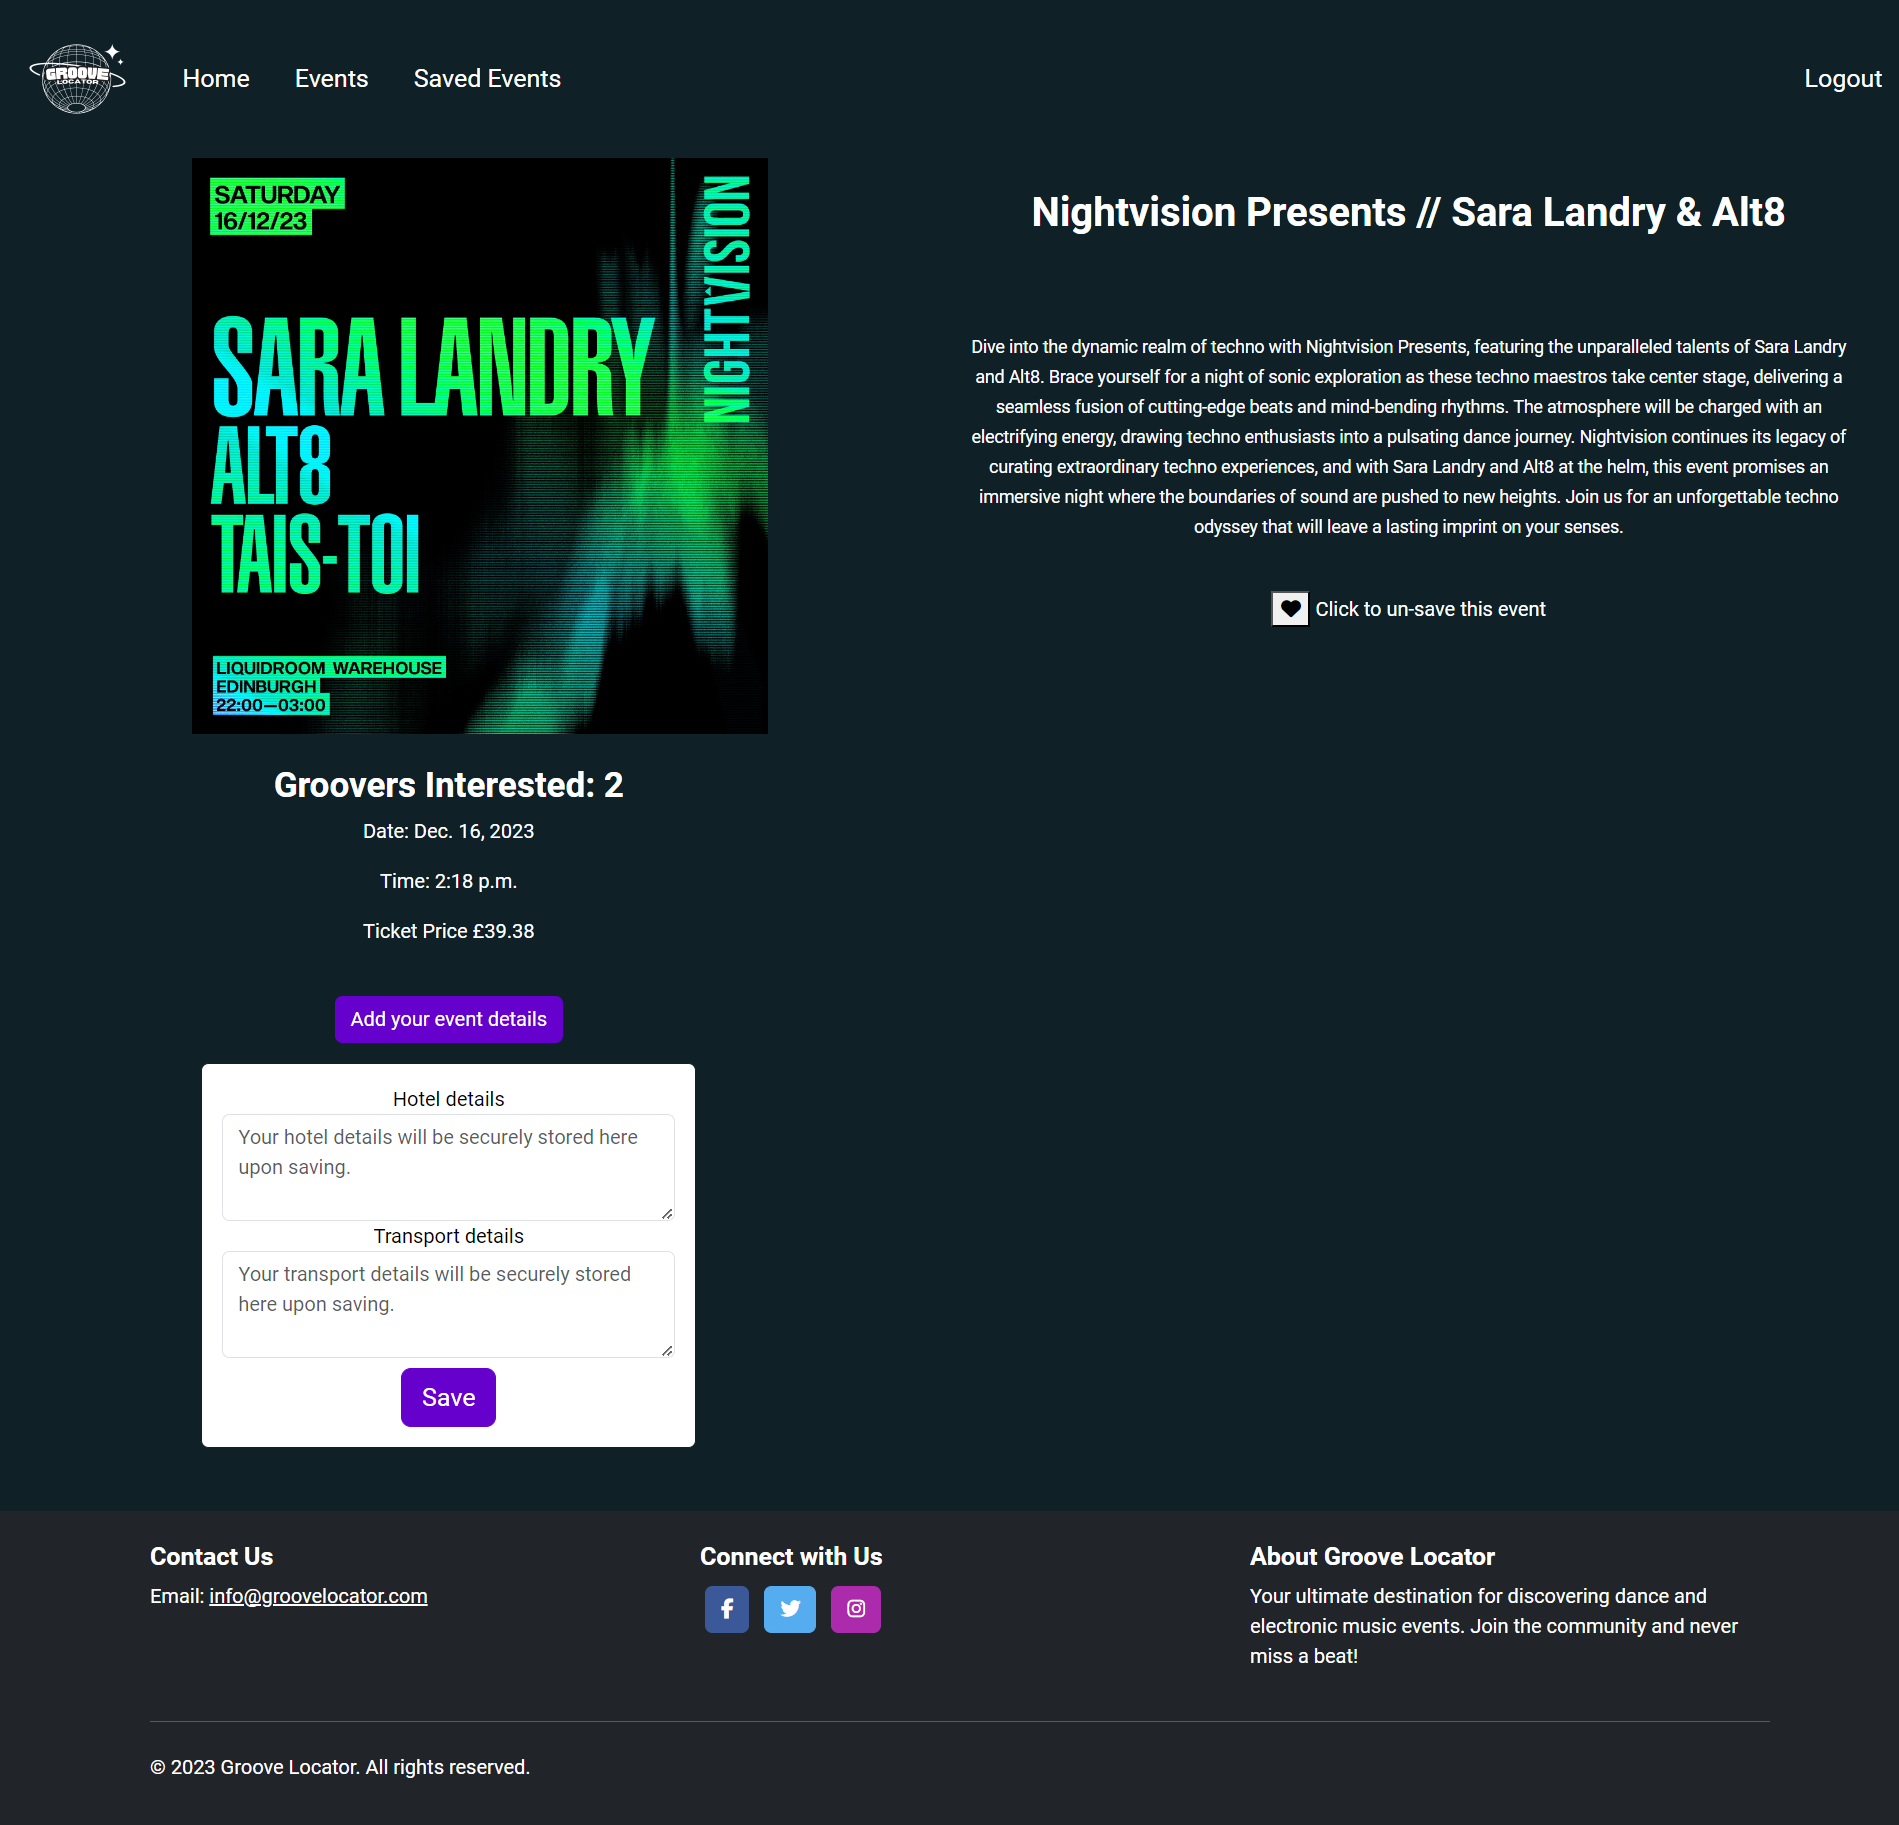 GROOVE
LOCATOR
Home
Events
Saved Events
Logout
SATURDAY
16/12/23
NIGHTVISION
SARA LANDRY
ALT8
TAIS-TOI
LIQUIDROOM WAREHOUSE
EDINBURGH
22:00—03:00
Nightvision Presents // Sara Landry & Alt8
Dive into the dynamic realm of techno with Nightvision Presents, featuring the unparalleled talents of Sara Landry
and Alt8. Brace yourself for a night of sonic exploration as these techno maestros take center stage, delivering a
seamless fusion of cutting-edge beats and mind-bending rhythms. The atmosphere will be charged with an
electrifying energy, drawing techno enthusiasts into a pulsating dance journey. Nightvision continues its legacy of
curating extraordinary techno experiences, and with Sara Landry and Alt8 at the helm, this event promises an
immersive night where the boundaries of sound are pushed to new heights. Join us for an unforgettable techno
odyssey that will leave a lasting imprint on your senses.
Click to un-save this event
Groovers Interested: 2
Date: Dec. 16, 2023
Time: 2:18 p.m.
Ticket Price £39.38
Add your event details
Hotel details
Your hotel details will be securely stored here
upon saving.
Transport details
Your transport details will be securely stored
here upon saving.
Save
Contact Us
Email: info@groovelocator.com
Connect with Us
About Groove Locator
Your ultimate destination for discovering dance and
electronic music events. Join the community and never
miss a beat!
© 2023 Groove Locator. All rights reserved.